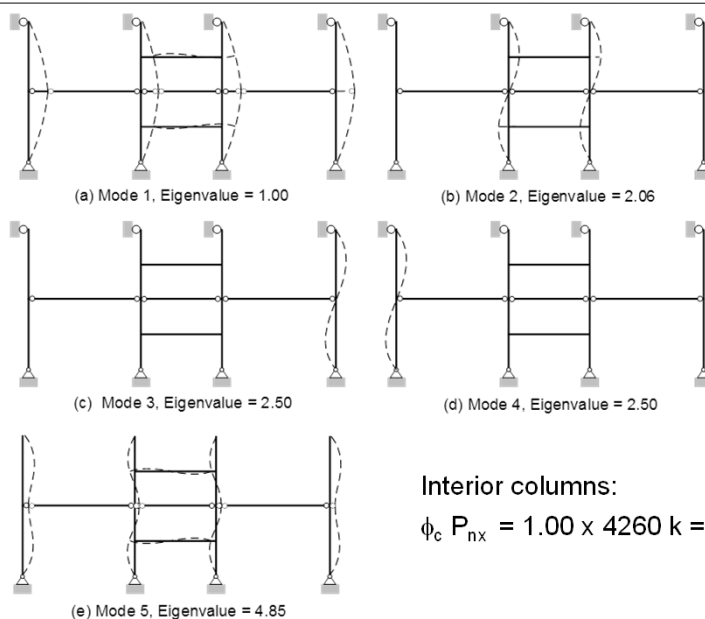 (a) Mode 1, Eigenvalue = 1.00
(b) Mode 2, Eigenvalue = 2.06
(c) Mode 3, Eigenvalue = 2.50
(d) Mode 4, Eigenvalue = 2.50
Interior columns:
ϕc Pnx = 1.00 x 4260 k =
(e) Mode 5, Eigenvalue = 4.85